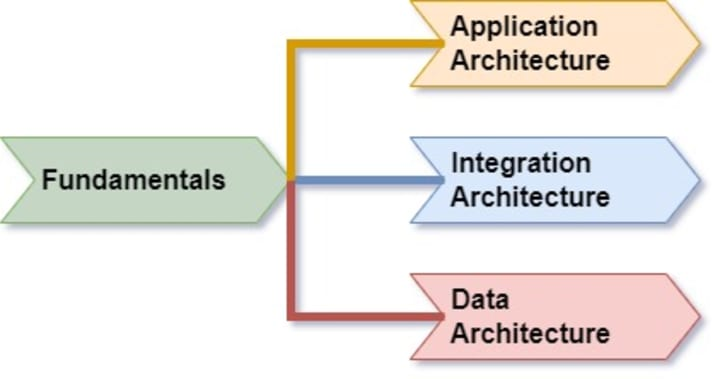 Application
Architecture
Fundamentals
Integration
Architecture
Data
Architecture